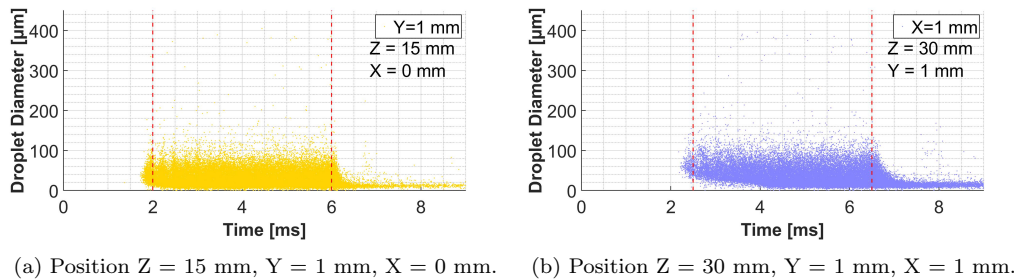 Droplet Diameter [µm]
400
300
200
100
0
Y=1 mm
Z = 15 mm
X = 0 mm
0 2 4 6 8
Time [ms]
(a) Position Z = 15 mm, Y = 1 mm, X = 0 mm.
Droplet Diameter [µm]
400
300
200
100
0
X=1 mm
Z = 30 mm
Y = 1 mm
0 2 4 6 8
Time [ms]
(b) Position Z = 30 mm, Y = 1 mm, X = 1 mm.